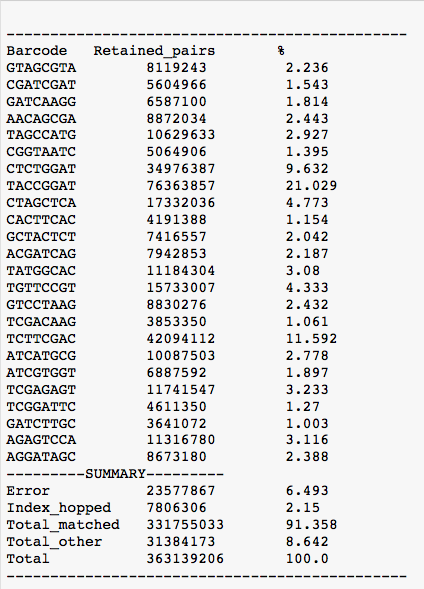 --------------------------------------------------
Barcode Retained_pairs %
GTAGCGTA 8119243 2.236
CGATCGAT 5604966 1.543
GATCAAGG 6587100 1.814
AACAGCGA 8872034 2.443
TAGCCATG 10629633 2.927
CGGTAATC 5064906 1.395
CTCTGGAT 34976387 9.632
TACCGGAT 76363857 21.029
CTAGCTCA 17332036 4.773
CACTTCAC 4191388 1.154
GCTACTCT 7416557 2.042
ACGATCAG 7942853 2.187
TATGGCAC 11184304 3.08
TGTTCCGT 15733007 4.333
GTCCTAAG 8830276 2.432
TCGACAAG 3853350 1.061
TCTTCGAC 42094112 11.592
ATCATGCG 10087503 2.778
ATCGTGGT 6887592 1.897
TCGAGAGT 11741547 3.233
TCGGATTC 4611350 1.27
GATCTTGC 3641072 1.003
AGAGTCCA 11316780 3.116
AGGATAGC 8673180 2.388
----------SUMMARY----------
Error 23577867 6.493
Index_hopped 7806306 2.15
Total_matched 331755033 91.358
Total_other 31384173 8.642
Total 363139206 100.0
--------------------------------------------------